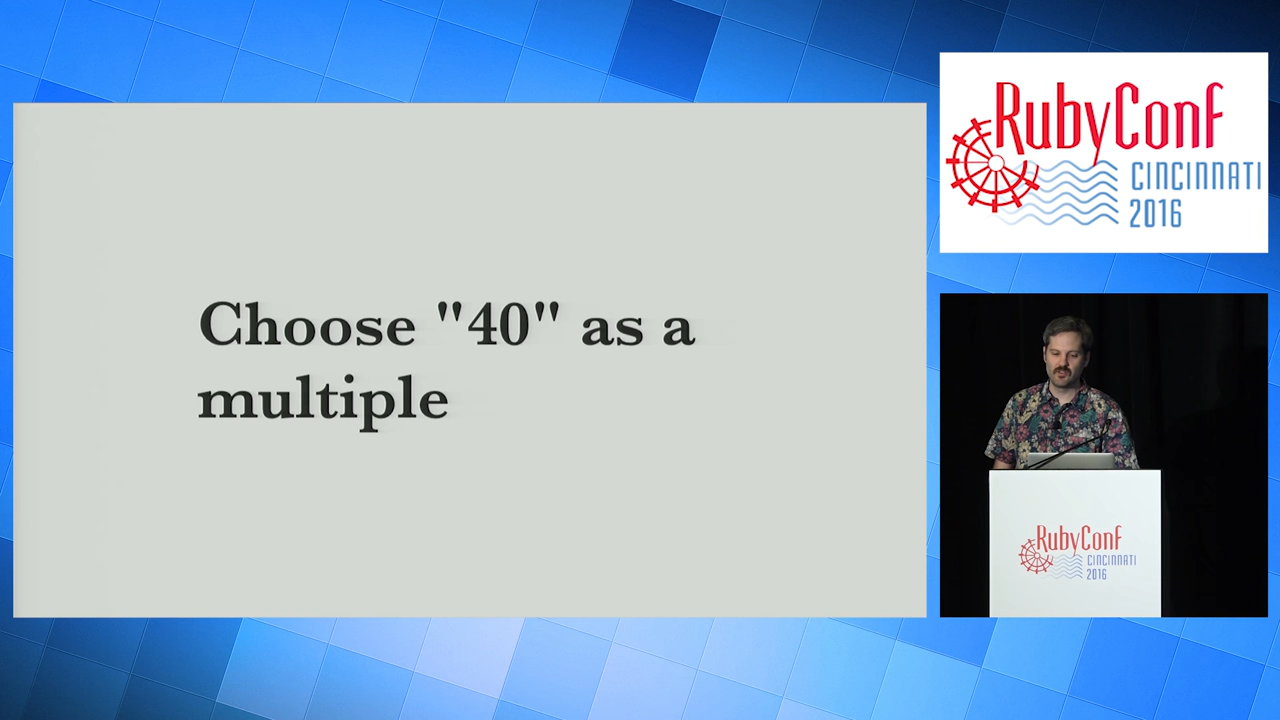 Choose "40" as a
multiple
RubyConf
CINCINNATI
2016
RubyConf
CINCINNATI
2016